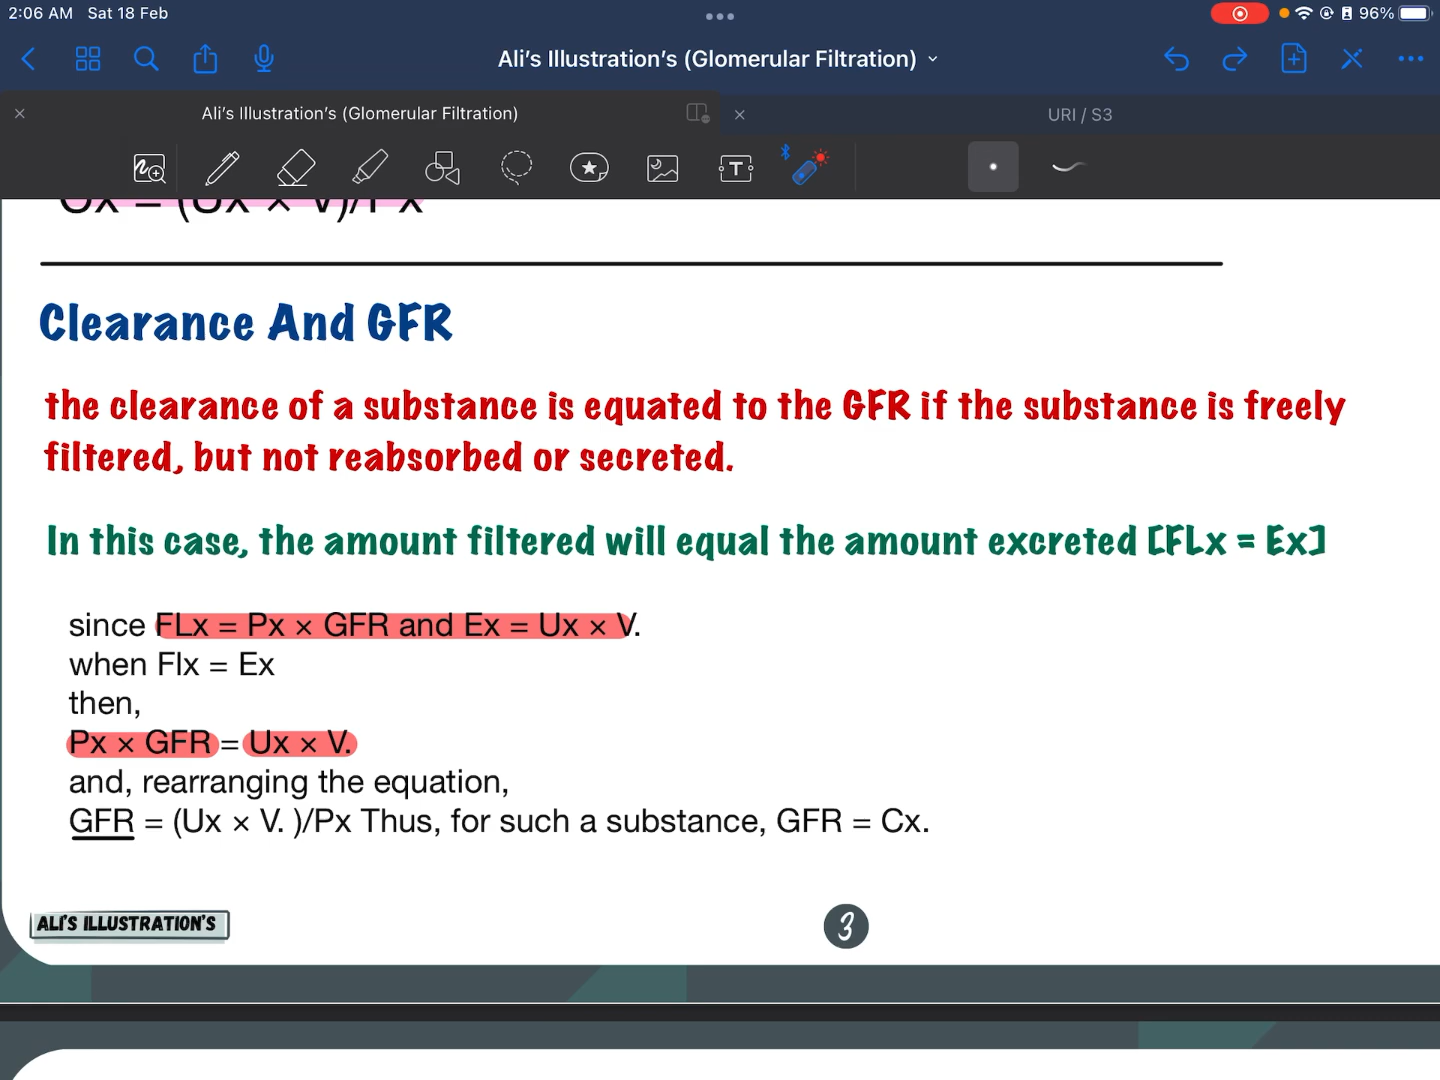 2:06 AM Sat 18 Feb
96%
Ali's Illustration's (Glomerular Filtration)
Ali's Illustration's (Glomerular Filtration)
URI / S3
Cx = (Ux × V)/Px
Clearance And GFR
the clearance of a substance is equated to the GFR if the substance is freely
filtered, but not reabsorbed or secreted.
In this case, the amount filtered will equal the amount excreted [FLx = Ex]
since FLx = Px × GFR and Ex = Ux × V.
when Flx = Ex
then,
Px × GFR = Ux × V.
and, rearranging the equation,
GFR = (Ux × V. )/Px Thus, for such a substance, GFR = Cx.
ALI'S ILLUSTRATION'S
3